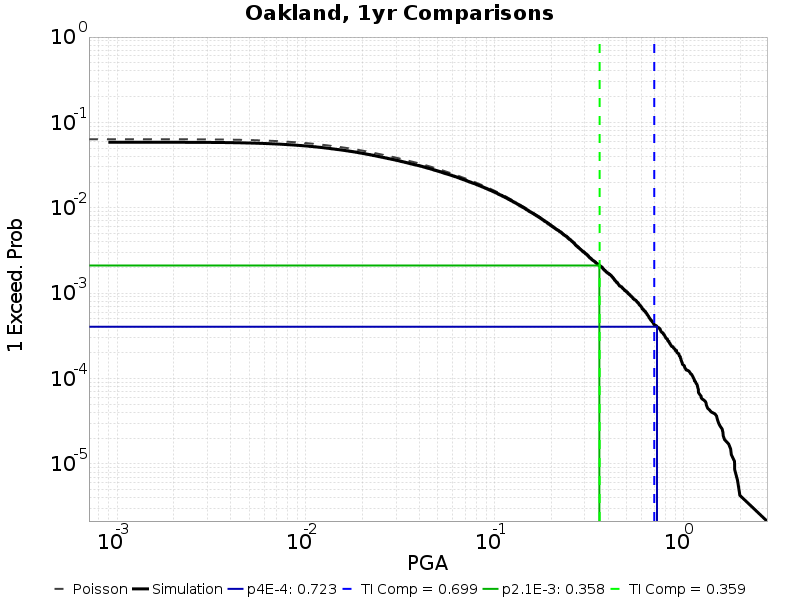 Oakland, 1yr Comparisons
10^0
10^-1
10^-2
10^-3
10^-4
10^-5
1 Exceed. Prob
10^-3 10^-2 10^-1 10^0
PGA
Poisson Simulation p4E-4: 0.723 TI Comp = 0.699 p2.1E-3: 0.358 TI Comp = 0.359